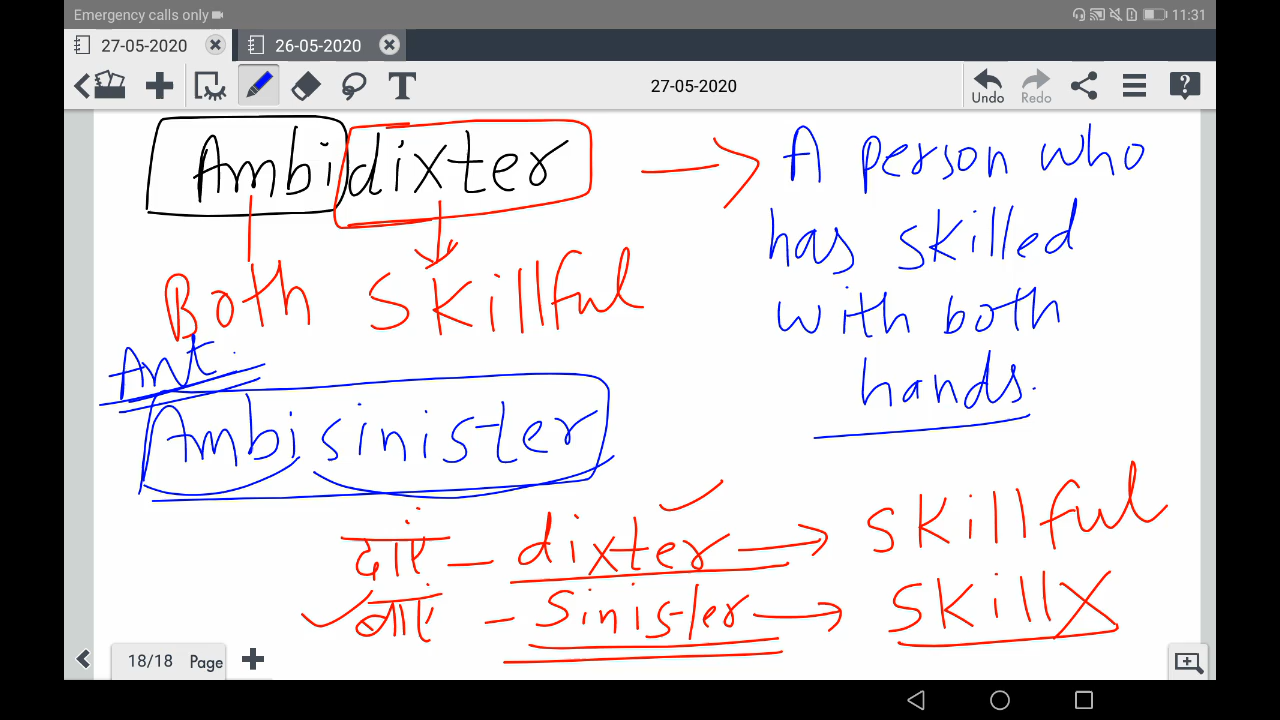 Emergency calls only 11:31
27-05-2020 26-05-2020
27-05-2020 Undo Redo
Ambidixter
A person who
has skilled
with both
hands.
Both Skillful
Ant.
Ambisinister
दाएं - dixter skillful
बाएं - Sinister skill X
18/18 Page